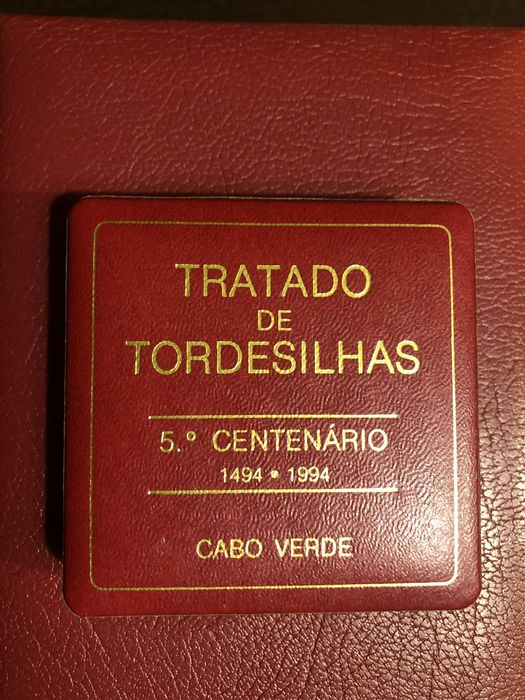 TRATADO
DE
TORDESILHAS
5.º CENTENÁRIO
1494 • 1994
CABO VERDE